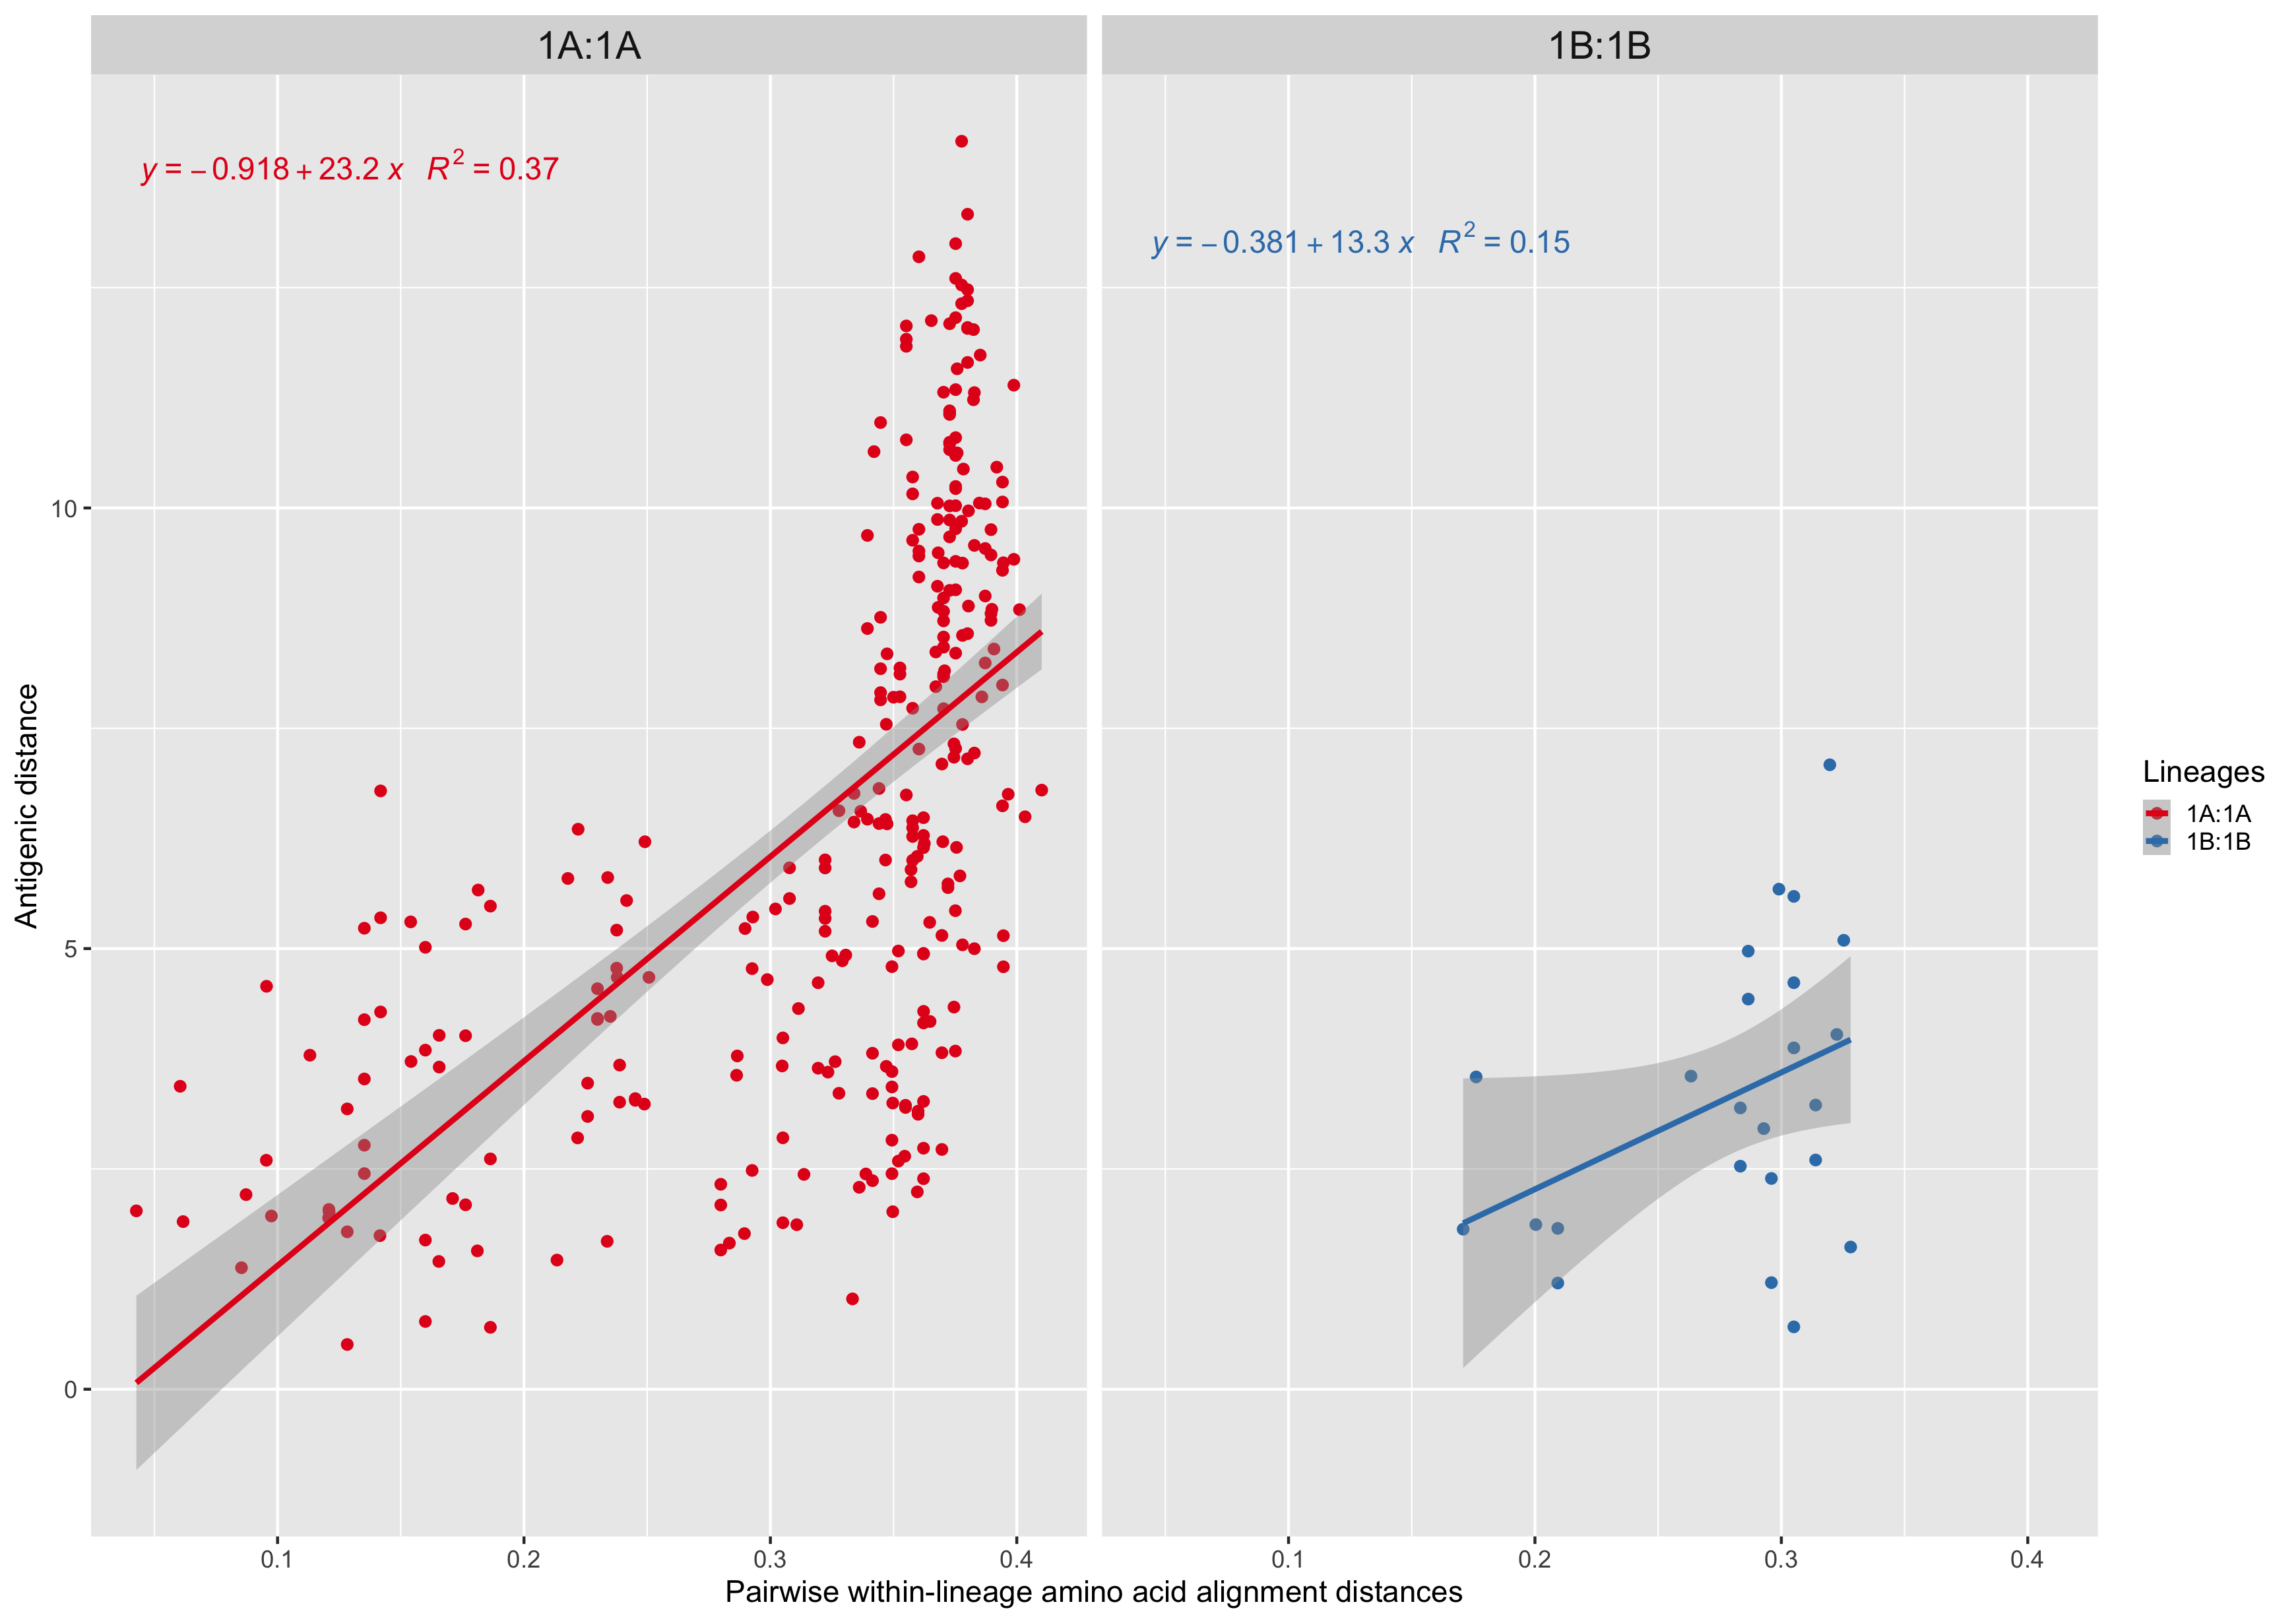 1A:1A
1B:1B
y = − 0.918 + 23.2 x R² = 0.37
y = − 0.381 + 13.3 x R² = 0.15
10
5
0
Antigenic distance
0.1 0.2 0.3 0.4
0.1 0.2 0.3 0.4
Pairwise within-lineage amino acid alignment distances
Lineages
1A:1A
1B:1B